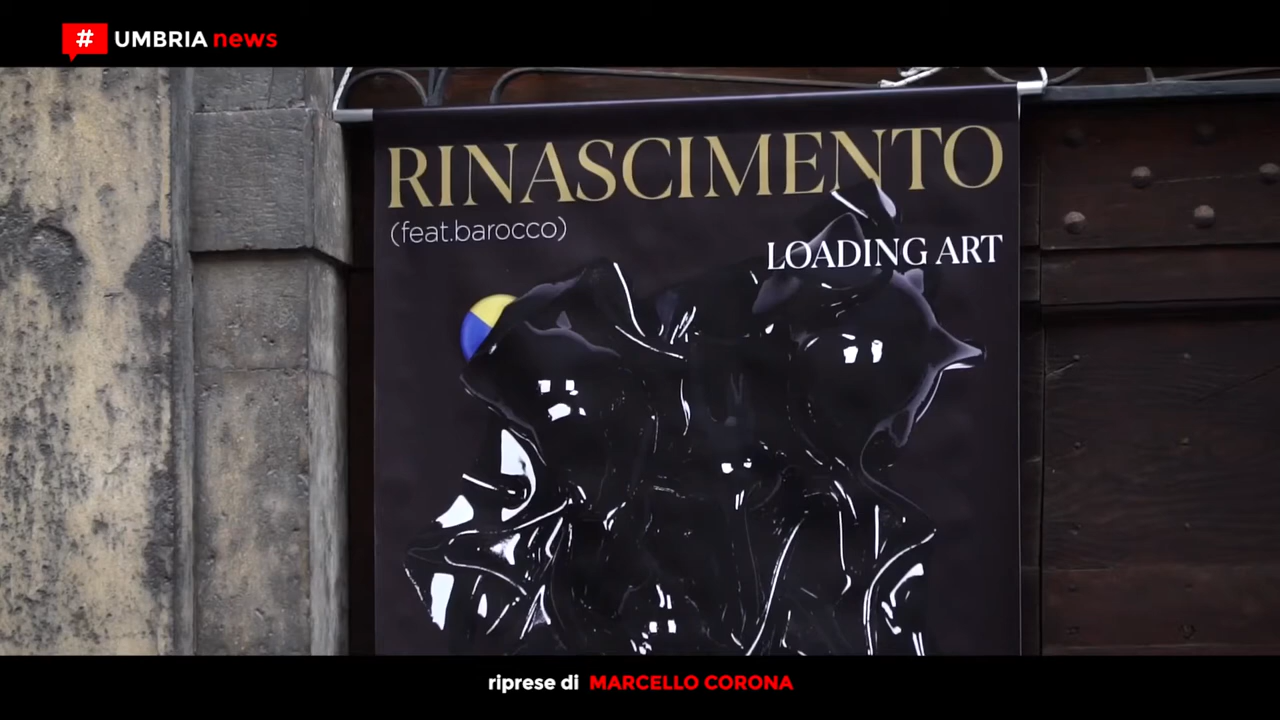 # UMBRIA news
RINASCIMENTO
(feat.barocco)
LOADING ART
riprese di MARCELLO CORONA